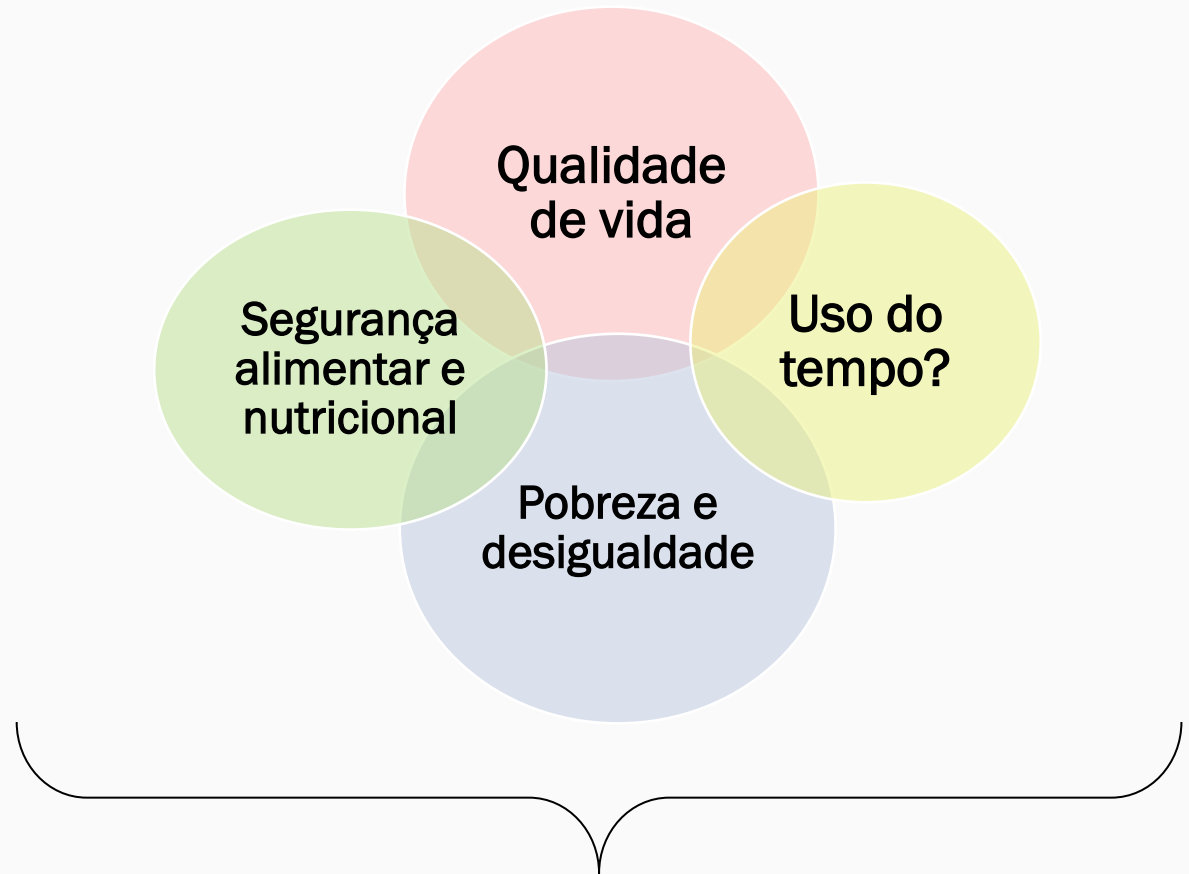 Qualidade
de vida
Segurança
alimentar e
nutricional
Uso do
tempo?
Pobreza e
desigualdade